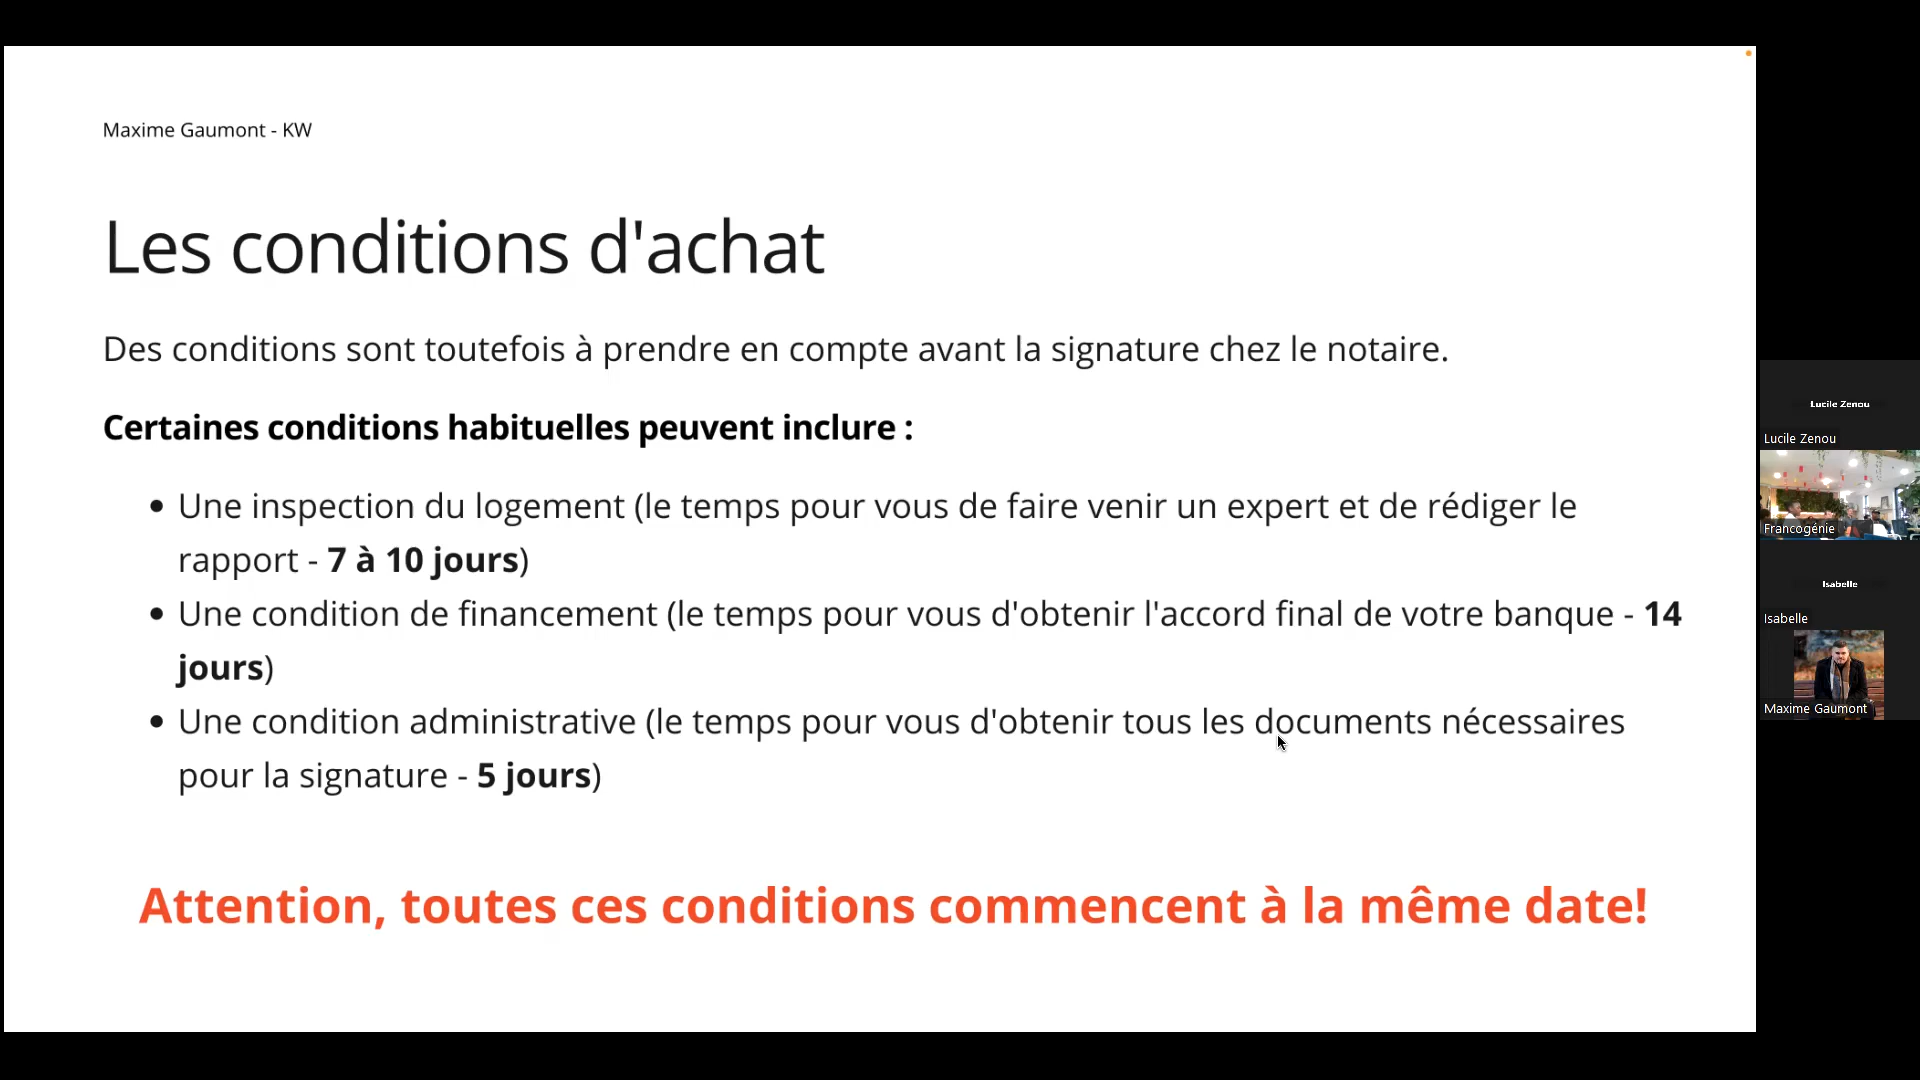 Maxime Gaumont - KW
Les conditions d'achat
Des conditions sont toutefois à prendre en compte avant la signature chez le notaire.
Certaines conditions habituelles peuvent inclure :
• Une inspection du logement (le temps pour vous de faire venir un expert et de rédiger le
rapport - 7 à 10 jours)
• Une condition de financement (le temps pour vous d'obtenir l'accord final de votre banque - 14
jours)
• Une condition administrative (le temps pour vous d'obtenir tous les documents nécessaires
pour la signature - 5 jours)
Attention, toutes ces conditions commencent à la même date!
Lucile Zenou
Lucile Zenou
Francogénie
Isabelle
Isabelle
Maxime Gaumont